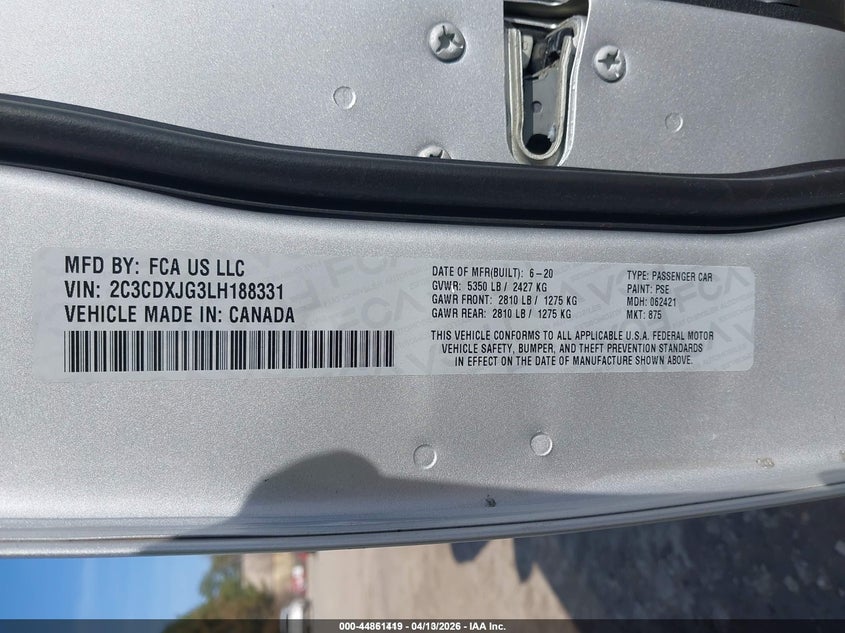 MFD BY: FCA US LLC
VIN: 2C3CDXJG3LH188331
VEHICLE MADE IN: CANADA
DATE OF MFR(BUILT): 6-20
GVWR: 5350 LB / 2427 KG
GAWR FRONT: 2810 LB / 1275 KG
GAWR REAR: 2810 LB / 1275 KG
TYPE: PASSENGER CAR
PAINT: PSE
MDH: 062421
MKT: 875
THIS VEHICLE CONFORMS TO ALL APPLICABLE U.S.A. FEDERAL MOTOR
VEHICLE SAFETY, BUMPER, AND THEFT PREVENTION STANDARDS
IN EFFECT ON THE DATE OF MANUFACTURE SHOWN ABOVE.
000-44861419 - 04/13/2026 - IAA Inc.